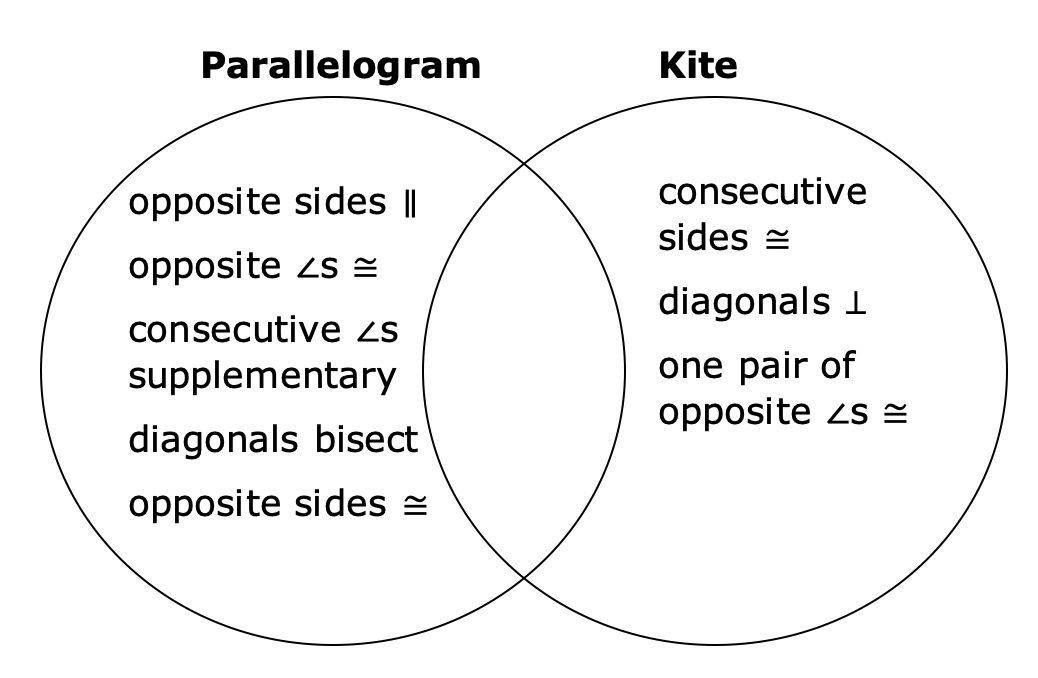 Parallelogram
Kite
opposite sides ∥
opposite ∠s ≅
consecutive ∠s
supplementary
diagonals bisect
opposite sides ≅
consecutive
sides ≅
diagonals ⊥
one pair of
opposite ∠s ≅